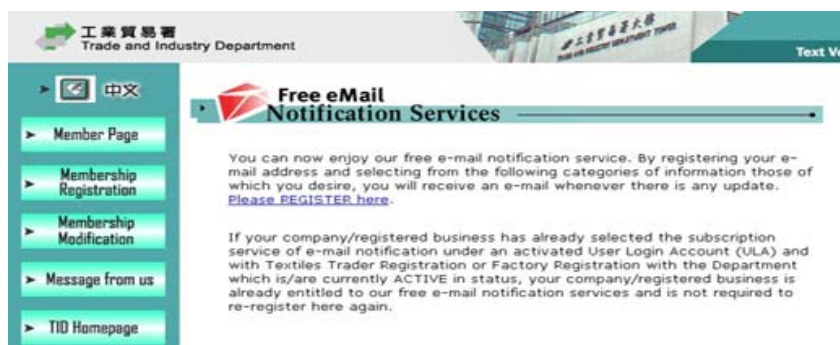 工業貿易署
Trade and Industry Department
Text Ve
中文
Member Page
Membership
Registration
Membership
Modification
Message from us
TID Homepage
Free eMail
Notification Services
You can now enjoy our free e-mail notification service. By registering your e-
mail address and selecting from the following categories of information those of
which you desire, you will receive an e-mail whenever there is any update.
Please REGISTER here.
If your company/registered business has already selected the subscription
service of e-mail notification under an activated User Login Account (ULA) and
with Textiles Trader Registration or Factory Registration with the Department
which is/are currently ACTIVE in status, your company/registered business is
already entitled to our free e-mail notification services and is not required to
re-register here again.